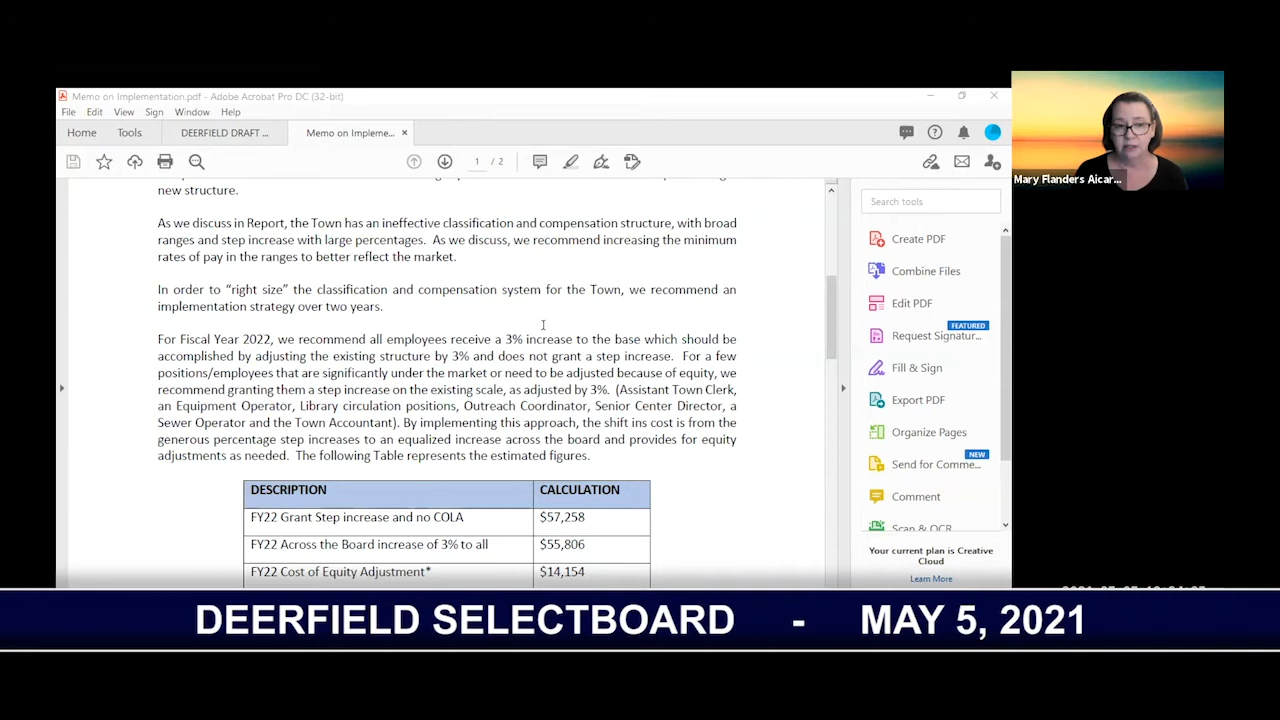 Memo on Implementation.pdf - Adobe Acrobat Pro DC (32-bit)
File Edit View Sign Window Help
Home Tools DEERFIELD DRAFT ... Memo on Impleme... ×
1 / 2
new structure.
As we discuss in Report, the Town has an ineffective classification and compensation structure, with broad
ranges and step increase with large percentages. As we discuss, we recommend increasing the minimum
rates of pay in the ranges to better reflect the market.
In order to “right size” the classification and compensation system for the Town, we recommend an
implementation strategy over two years.
For Fiscal Year 2022, we recommend all employees receive a 3% increase to the base which should be
accomplished by adjusting the existing structure by 3% and does not grant a step increase. For a few
positions/employees that are significantly under the market or need to be adjusted because of equity, we
recommend granting them a step increase on the existing scale, as adjusted by 3%. (Assistant Town Clerk,
an Equipment Operator, Library circulation positions, Outreach Coordinator, Senior Center Director, a
Sewer Operator and the Town Accountant). By implementing this approach, the shift ins cost is from the
generous percentage step increases to an equalized increase across the board and provides for equity
adjustments as needed. The following Table represents the estimated figures.
DESCRIPTION CALCULATION
FY22 Grant Step increase and no COLA $57,258
FY22 Across the Board increase of 3% to all $55,806
FY22 Cost of Equity Adjustment* $14,154
Search tools
Create PDF
Combine Files
Edit PDF
FEATURED
Request Signatur...
Fill & Sign
Export PDF
Organize Pages
NEW
Send for Comme...
Comment
Scan & OCR
Your current plan is Creative
Cloud
Learn More
Mary Flanders Aicar...
DEERFIELD SELECTBOARD - MAY 5, 2021